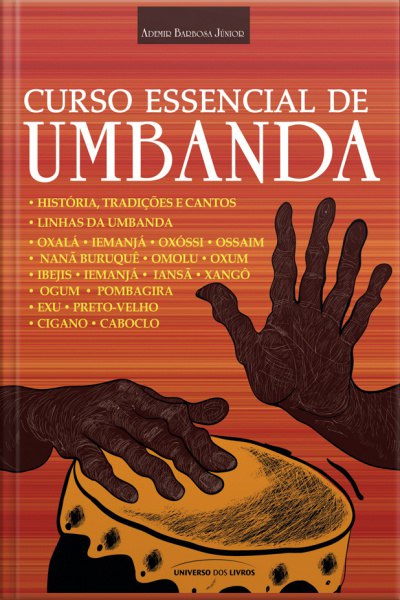 ADEMIR BARBOSA JÚNIOR
CURSO ESSENCIAL DE
UMBANDA
• HISTÓRIA, TRADIÇÕES E CANTOS
• LINHAS DA UMBANDA
• OXALÁ • IEMANJÁ • OXÓSSI • OSSAIM
• NANÃ BURUQUÊ • OMOLU • OXUM
• IBEJIS • IEMANJÁ • IANSÃ • XANGÔ
• OGUM • POMBAGIRA
• EXU • PRETO-VELHO
• CIGANO • CABOCLO
UNIVERSO DOS LIVROS